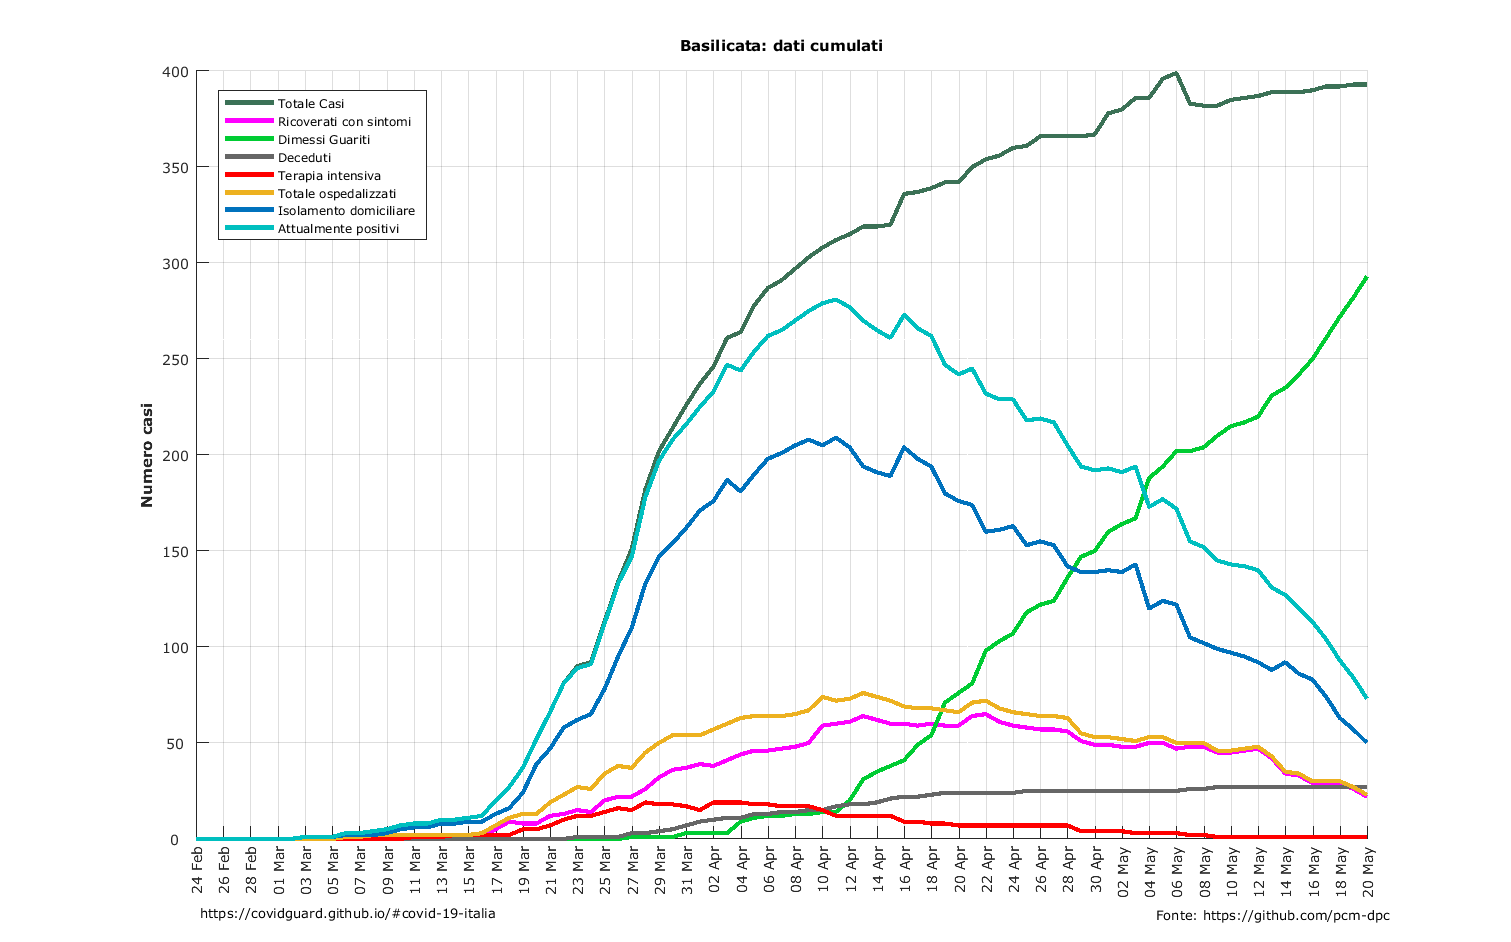 Basilicata: dati cumulati
Numero casi
400
350
300
250
200
150
100
50
0
Totale Casi
Ricoverati con sintomi
Dimessi Guariti
Deceduti
Terapia intensiva
Totale ospedalizzati
Isolamento domiciliare
Attualmente positivi
24 Feb
26 Feb
28 Feb
01 Mar
03 Mar
05 Mar
07 Mar
09 Mar
11 Mar
13 Mar
15 Mar
17 Mar
19 Mar
21 Mar
23 Mar
25 Mar
27 Mar
29 Mar
31 Mar
02 Apr
04 Apr
06 Apr
08 Apr
10 Apr
12 Apr
14 Apr
16 Apr
18 Apr
20 Apr
22 Apr
24 Apr
26 Apr
28 Apr
30 Apr
02 May
04 May
06 May
08 May
10 May
12 May
14 May
16 May
18 May
20 May
https://covidguard.github.io/#covid-19-italia
Fonte: https://github.com/pcm-dpc